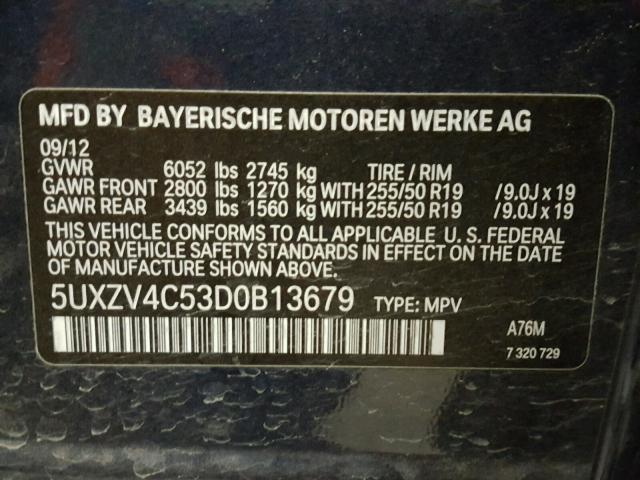 MFD BY BAYERISCHE MOTOREN WERKE AG
09/12
GVWR 6052 lbs 2745 kg TIRE / RIM
GAWR FRONT 2800 lbs 1270 kg WITH 255/50 R19 /9.0J x 19
GAWR REAR 3439 lbs 1560 kg WITH 255/50 R19 /9.0J x 19
THIS VEHICLE CONFORMS TO ALL APPLICABLE U. S. FEDERAL
MOTOR VEHICLE SAFETY STANDARDS IN EFFECT ON THE
DATE OF MANUFACTURE SHOWN ABOVE.
5UXZV4C53D0B13679 TYPE: MPV
A76M
7 320 729